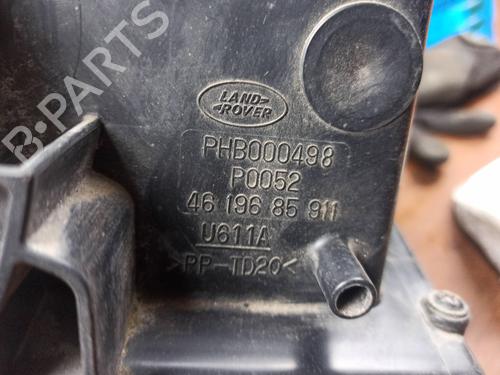 B-PARTS
LAND
ROVER
PHB000498
P0052
46 196 85 911
U611A
>PP-TD20<